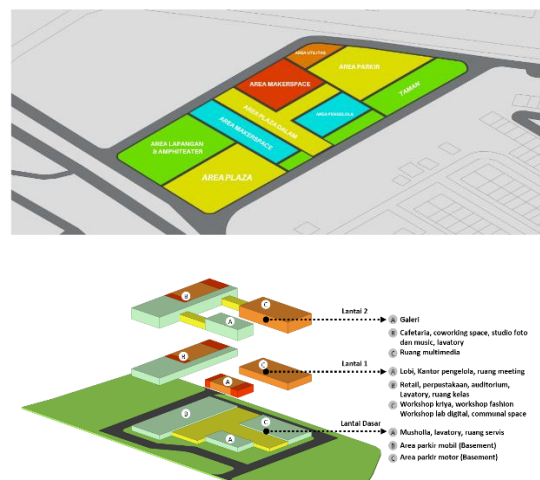 AREA UTILITAS
AREA PARKIR
AREA MAKERSPACE
TAMAN
AREA PENGELOLA
AREA PLAZA DALAM
AREA MAKERSPACE
AREA LAPANGAN
& AMPHITEATER
AREA PLAZA
B
C
A
Lantai 2
A Galeri
B Cafetaria, coworking space, studio foto
dan music, lavatory
C Ruang multimedia
B
C
A
Lantai 1
A Lobi, Kantor pengelola, ruang meeting
B Retail, perpustakaan, auditorium,
Lavatory, ruang kelas
C Workshop kriya, workshop fashion
Workshop lab digital, communal space
B
C
A
Lantai Dasar
A Musholla, lavatory, ruang servis
B Area parkir mobil (Basement)
C Area parkir motor (Basement)